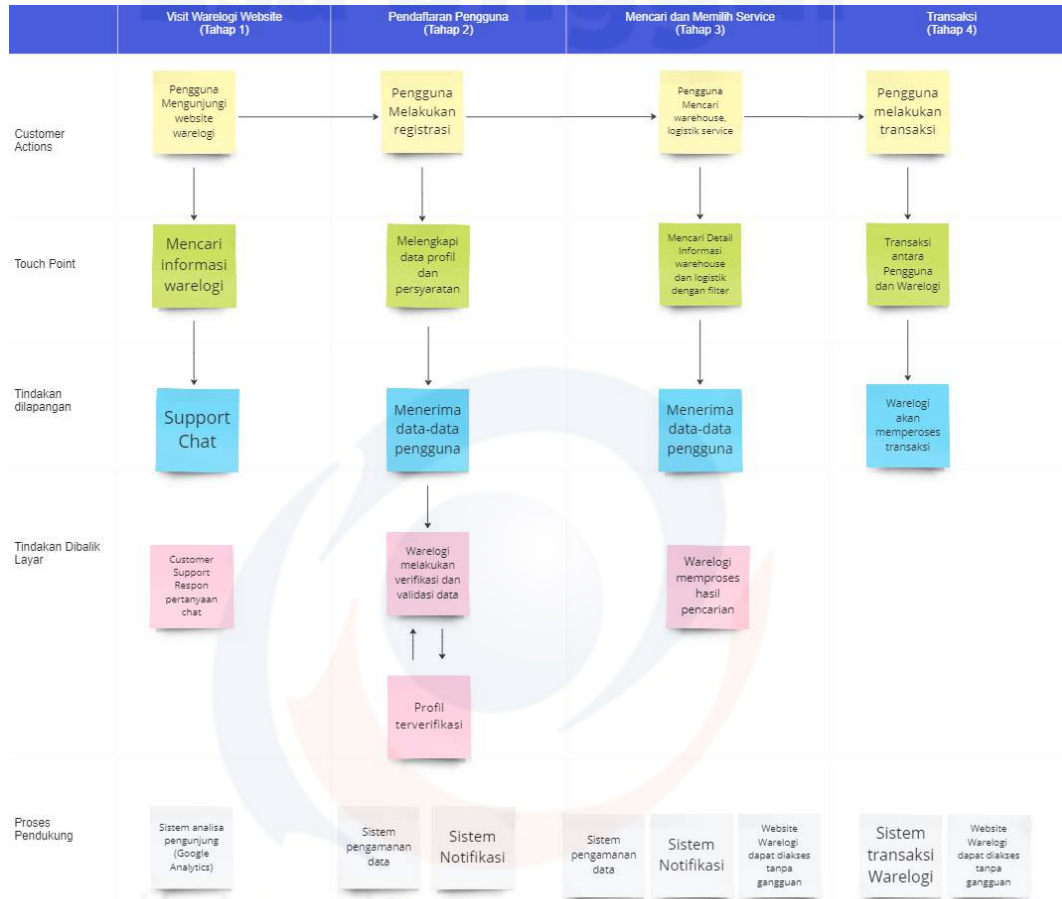 Visit Warelogi Website
(Tahap 1)
Pendaftaran Pengguna
(Tahap 2)
Mencari dan Memilih Service
(Tahap 3)
Transaksi
(Tahap 4)
Customer
Actions
Pengguna
Mengunjungi
website
warelogi
Pengguna
Melakukan
registrasi
Pengguna
Mencari
warehouse,
logistik service
Pengguna
melakukan
transaksi
Touch Point
Mencari
informasi
warelogi
Melengkapi
data profil
dan
persyaratan
Mencari Detail
Informasi
warehouse
dan logistik
dengan filter
Transaksi
antara
Pengguna
dan Warelogi
Tindakan
dilapangan
Support
Chat
Menerima
data-data
pengguna
Menerima
data-data
pengguna
Warelogi
akan
memperoses
transaksi
Tindakan Dibalik
Layar
Customer
Support
Respon
pertanyaan
chat
Warelogi
melakukan
verifikasi dan
validasi data
Warelogi
memproses
hasil
pencarian
Profil
terverifikasi
Proses
Pendukung
Sistem analisa
pengunjung
(Google
Analytics)
Sistem
pengamanan
data
Sistem
Notifikasi
Sistem
pengamanan
data
Sistem
Notifikasi
Website
Warelogi
dapat diakses
tanpa
gangguan
Sistem
transaksi
Warelogi
Website
Warelogi
dapat diakses
tanpa
gangguan